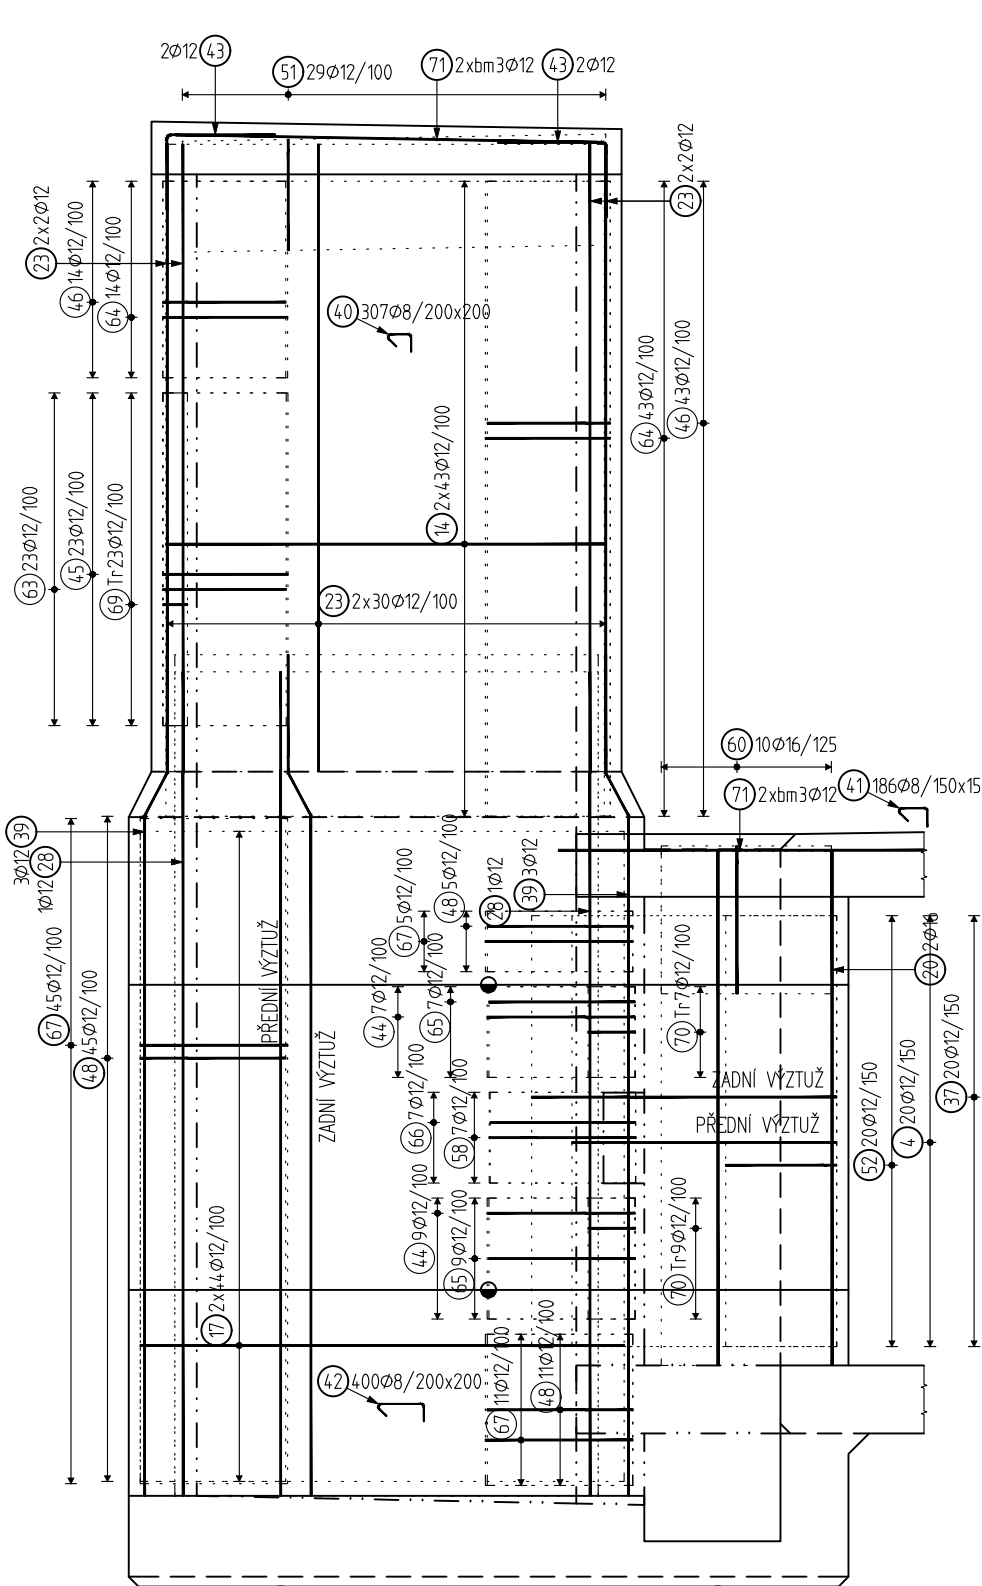 2Ø12 43
51 29Ø12/100
71 2xbm3Ø12
43 2Ø12
23 2x2Ø12
23 2x2Ø12
46 14Ø12/100
64 14Ø12/100
40 307Ø8/200x200
64 43Ø12/100
46 43Ø12/100
14 2x43Ø12/100
63 23Ø12/100
45 23Ø12/100
69 Tr23Ø12/100
23 2x30Ø12/100
60 10Ø16/125
71 2xbm3Ø12
41 186Ø8/150x15
3Ø12 39
1Ø12 28
67 5Ø12/100
48 5Ø12/100
28 1Ø12
39 3Ø12
20 2Ø16
67 45Ø12/100
48 45Ø12/100
PŘEDNÍ VÝZTUŽ
ZADNÍ VÝZTUŽ
44 7Ø12/100
65 7Ø12/100
70 Tr7Ø12/100
ZADNÍ VÝZTUŽ
PŘEDNÍ VÝZTUŽ
66 7Ø12/100
58 7Ø12/100
52 20Ø12/150
4 20Ø12/150
37 20Ø12/150
44 9Ø12/100
65 9Ø12/100
70 Tr9Ø12/100
17 2x44Ø12/100
42 400Ø8/200x200
67 11Ø12/100
48 11Ø12/100